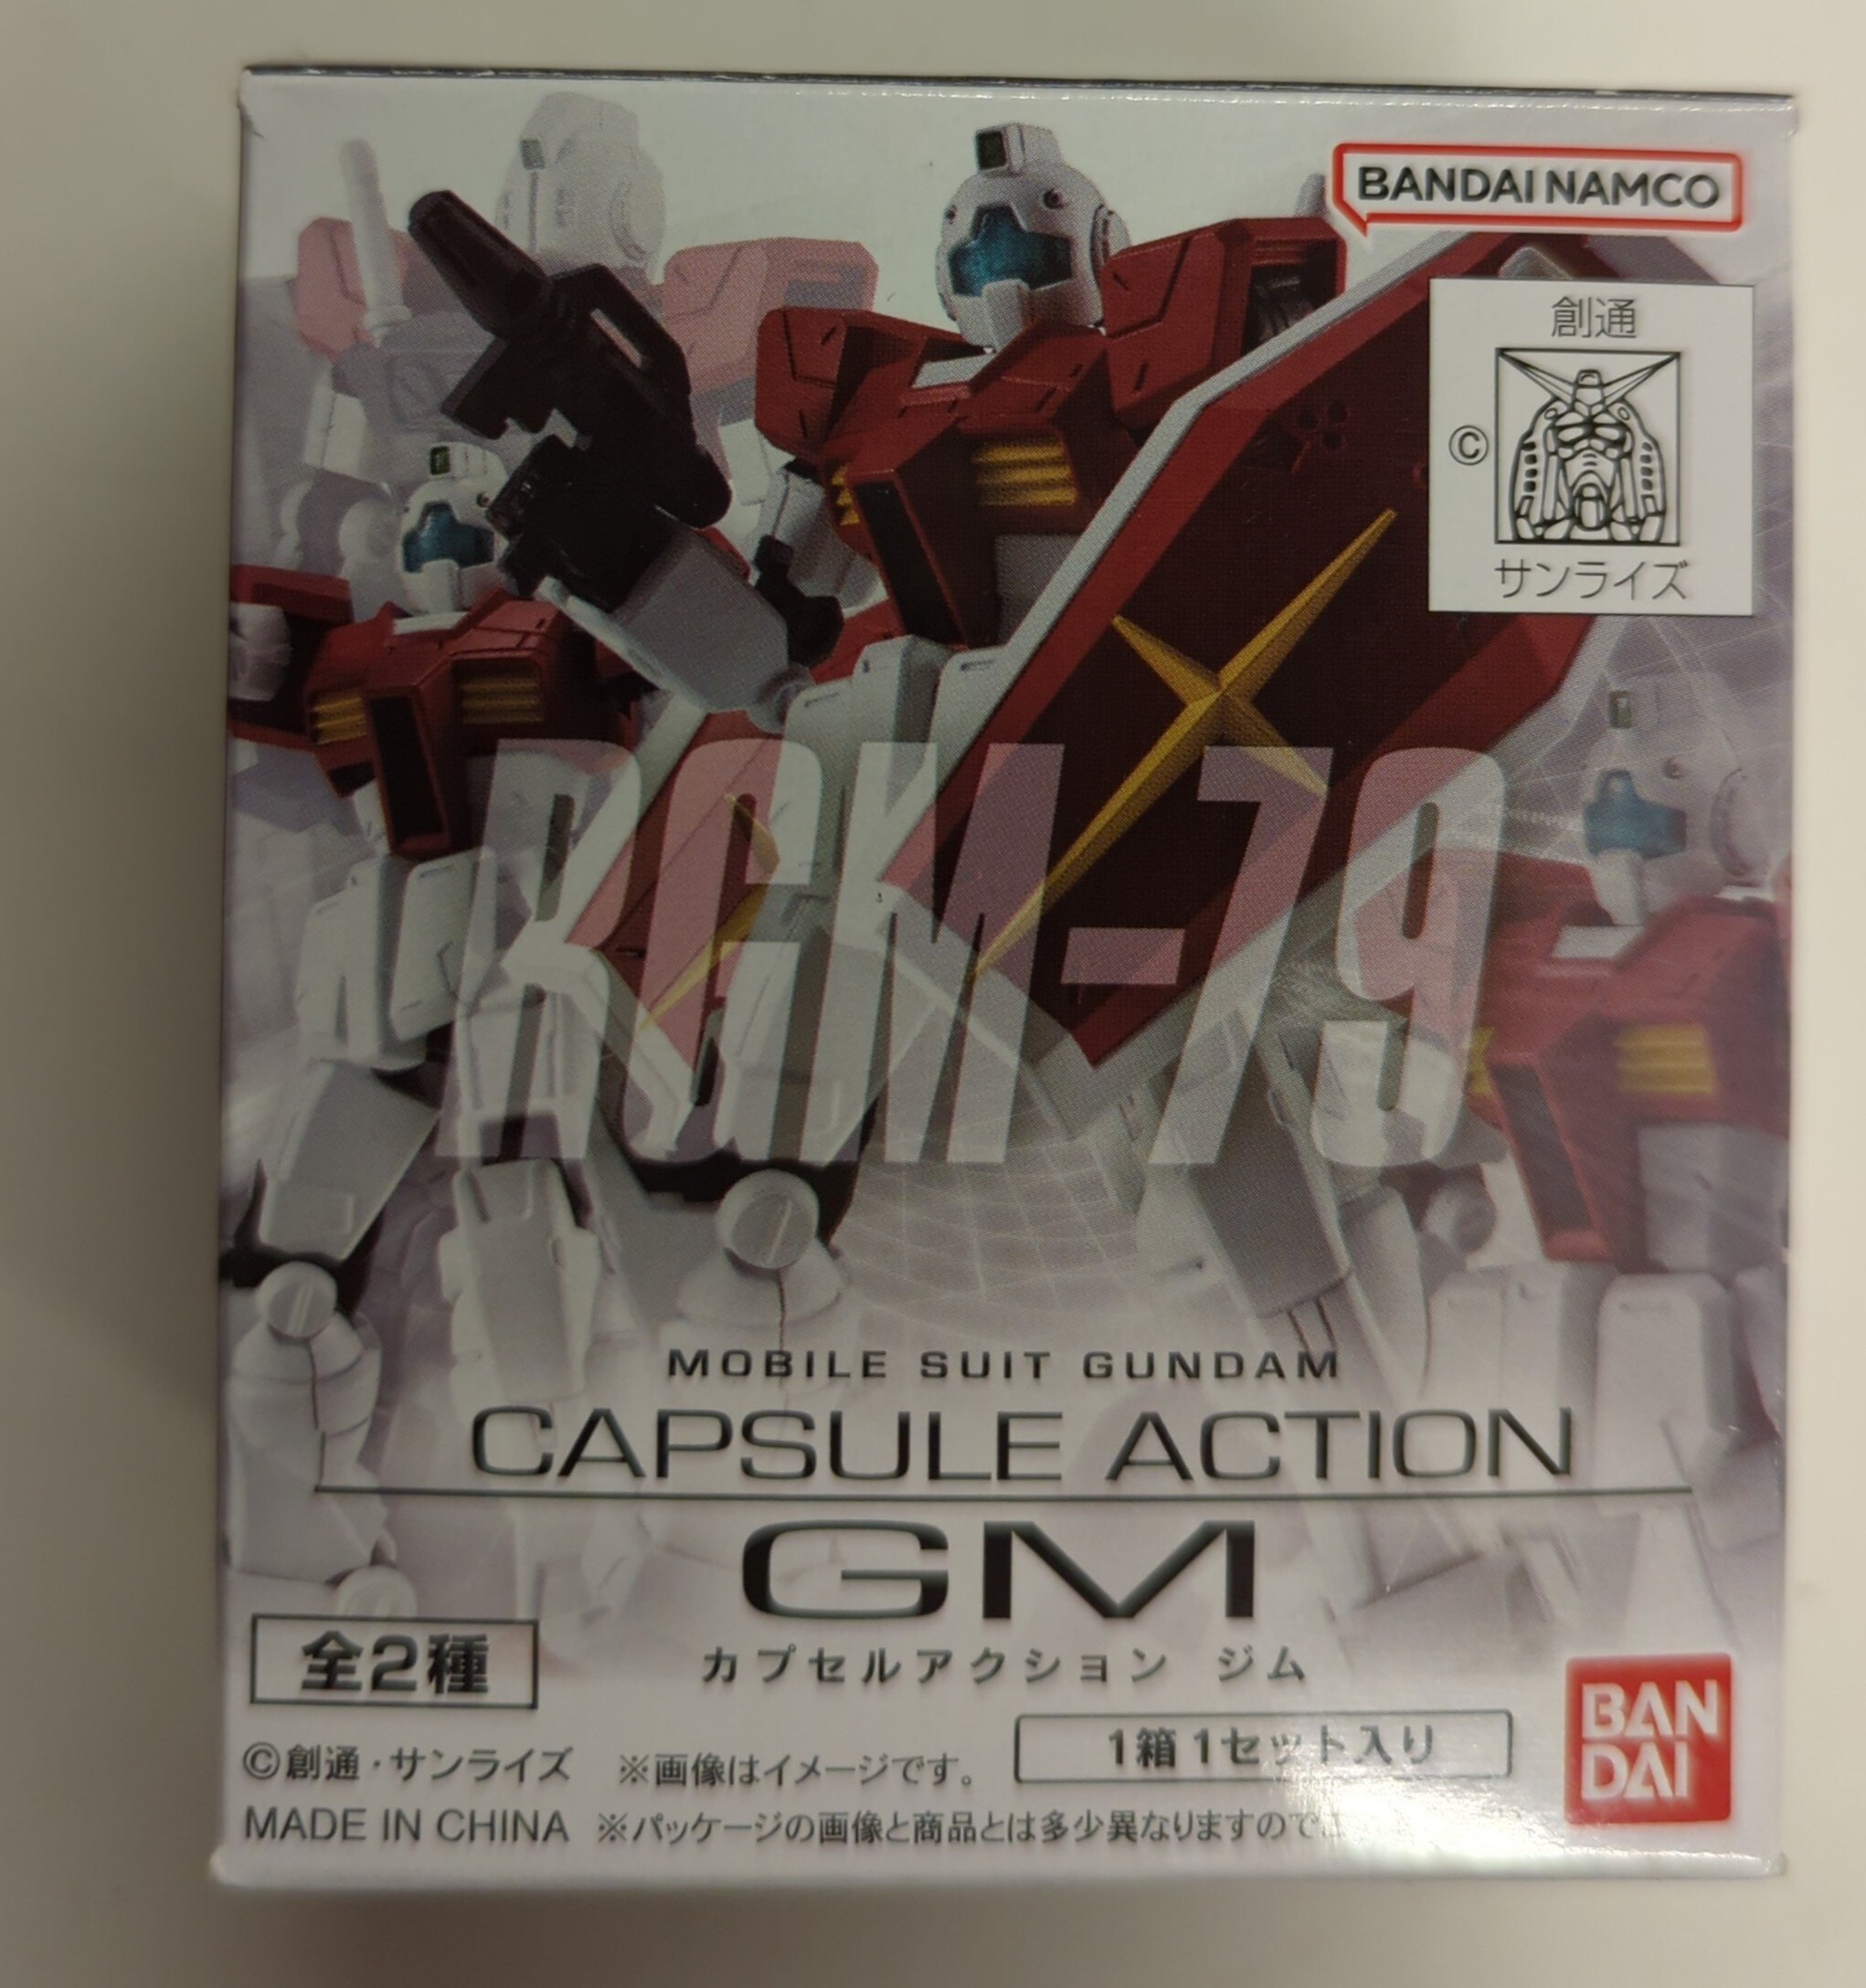 BANDAI NAMCO
創通
©
サンライズ
RGM-79
MOBILE SUIT GUNDAM
CAPSULE ACTION
GM
カプセルアクション ジム
全2種
1箱1セット入り
BAN
DAI
©創通・サンライズ ※画像はイメージです。
MADE IN CHINA ※パッケージの画像と商品とは多少異なりますので